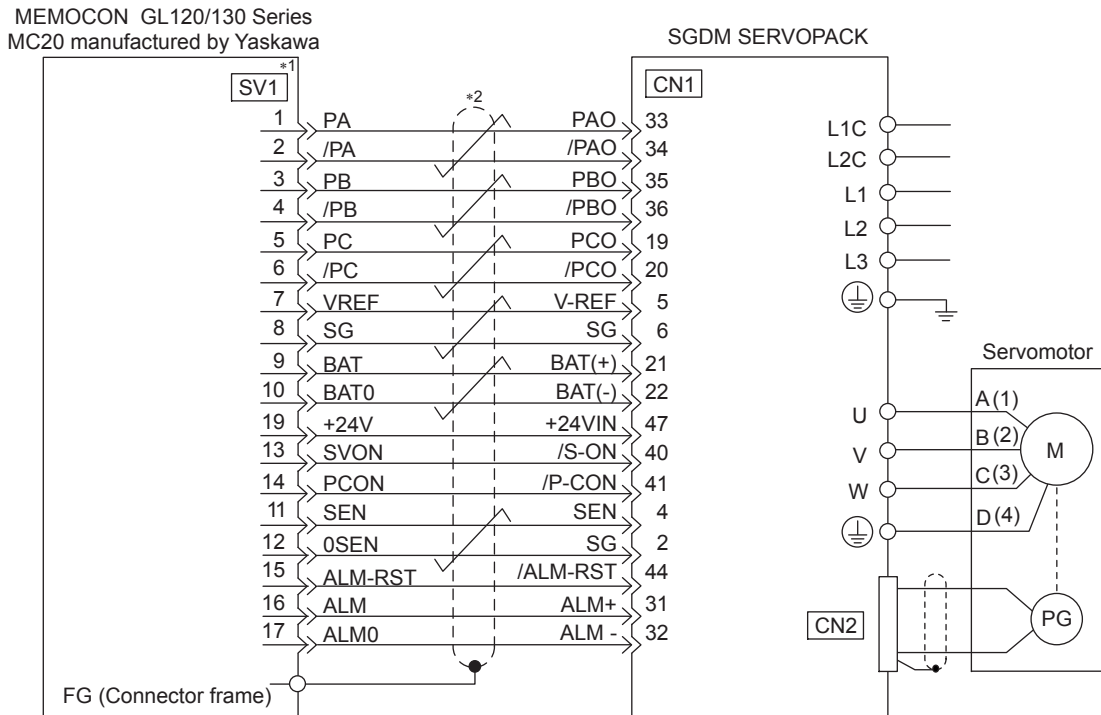 MEMOCON GL120/130 Series
MC20 manufactured by Yaskawa
SGDM SERVOPACK
*1
SV1
*2
CN1
1 PA PAO 33
2 /PA /PAO 34
3 PB PBO 35
4 /PB /PBO 36
5 PC PCO 19
6 /PC /PCO 20
7 VREF V-REF 5
8 SG SG 6
9 BAT BAT(+) 21
10 BAT0 BAT(-) 22
19 +24V +24VIN 47
13 SVON /S-ON 40
14 PCON /P-CON 41
11 SEN SEN 4
12 0SEN SG 2
15 ALM-RST /ALM-RST 44
16 ALM ALM+ 31
17 ALM0 ALM - 32
FG (Connector frame)
L1C
L2C
L1
L2
L3
Servomotor
U A (1)
V B (2)
W C (3)
D (4)
M
CN2
PG